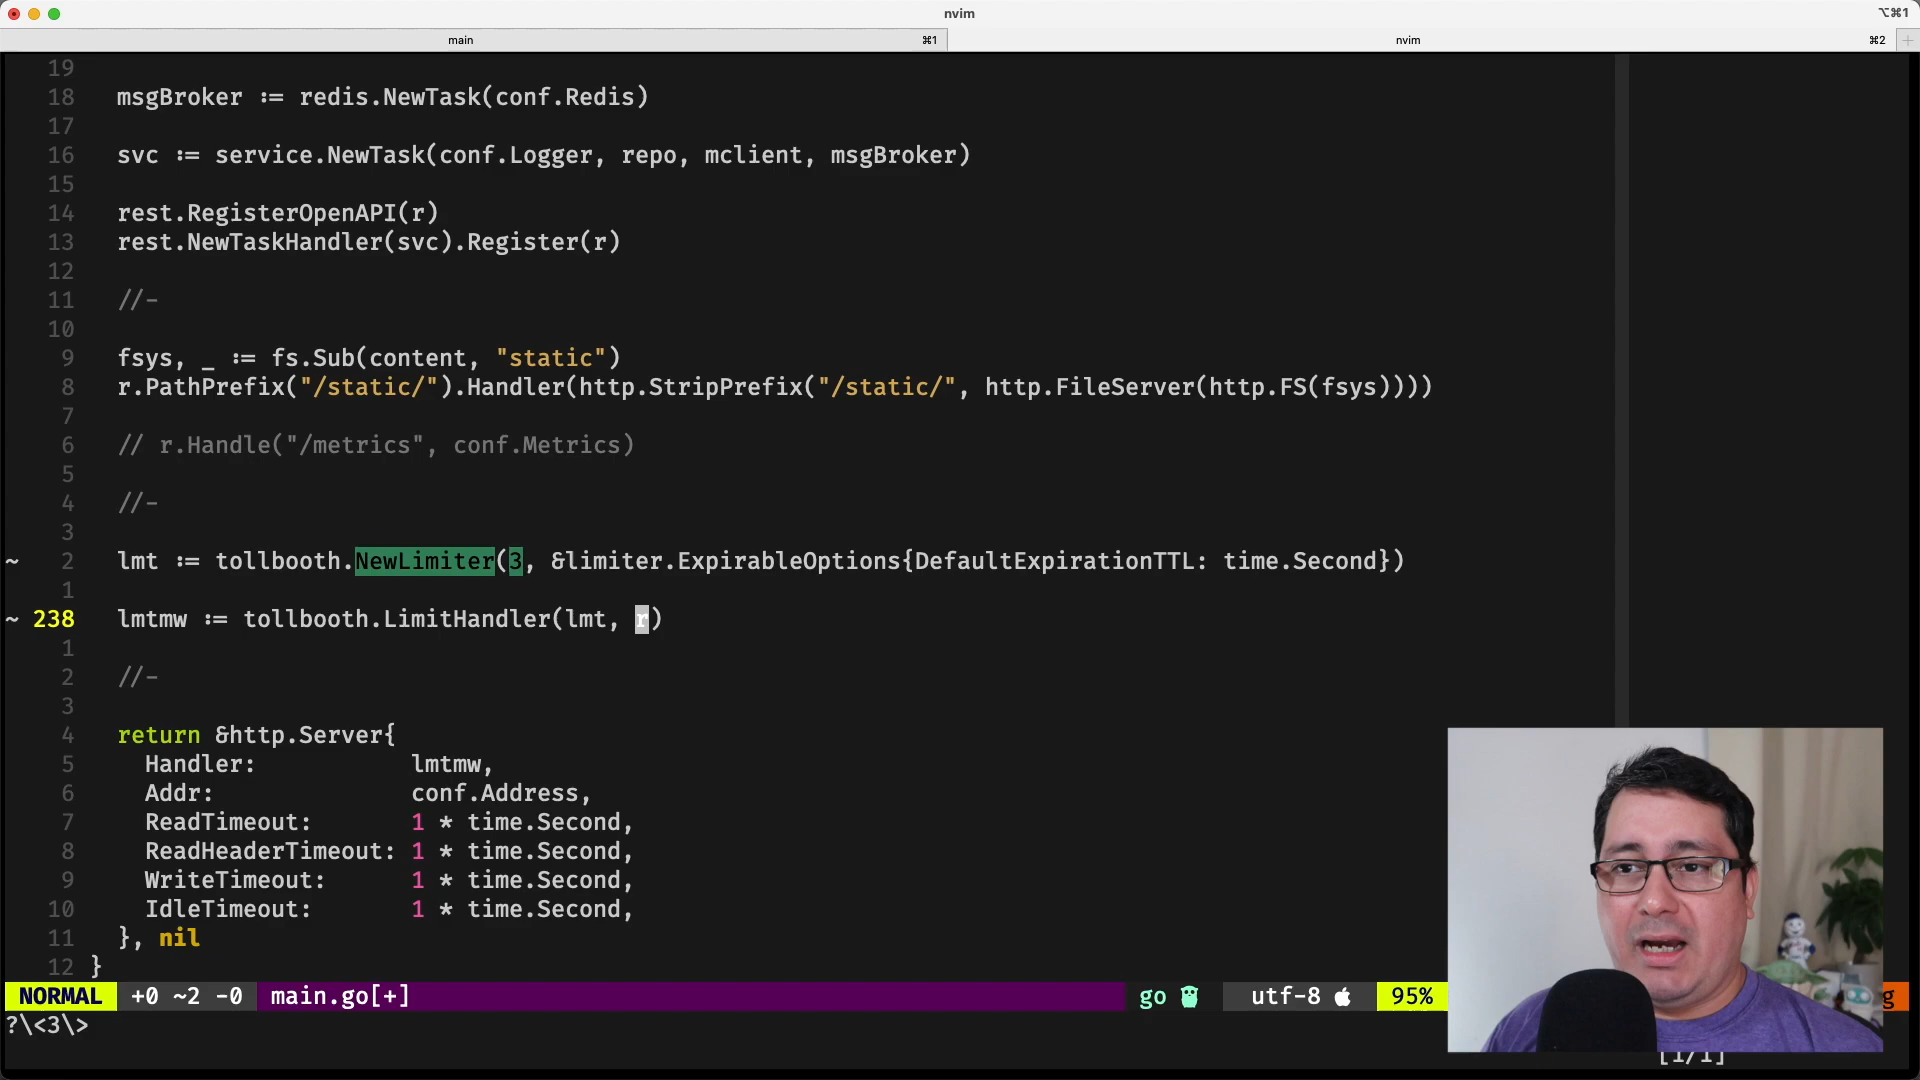 nvim
⌥⌘1
main ⌘1 nvim ⌘2 +
19
18 msgBroker := redis.NewTask(conf.Redis)
17
16 svc := service.NewTask(conf.Logger, repo, mclient, msgBroker)
15
14 rest.RegisterOpenAPI(r)
13 rest.NewTaskHandler(svc).Register(r)
12
11 //-
10
9 fsys, _ := fs.Sub(content, "static")
8 r.PathPrefix("/static/").Handler(http.StripPrefix("/static/", http.FileServer(http.FS(fsys))))
7
6 // r.Handle("/metrics", conf.Metrics)
5
4 //-
3
~ 2 lmt := tollbooth.NewLimiter(3, &limiter.ExpirableOptions{DefaultExpirationTTL: time.Second})
1
~ 238 lmtmw := tollbooth.LimitHandler(lmt, r)
1
2 //-
3
4 return &http.Server{
5 Handler: lmtmw,
6 Addr: conf.Address,
7 ReadTimeout: 1 * time.Second,
8 ReadHeaderTimeout: 1 * time.Second,
9 WriteTimeout: 1 * time.Second,
10 IdleTimeout: 1 * time.Second,
11 }, nil
12 }
NORMAL +0 ~2 -0 main.go[+] go utf-8 95% g
?\<3\>
[1/1]